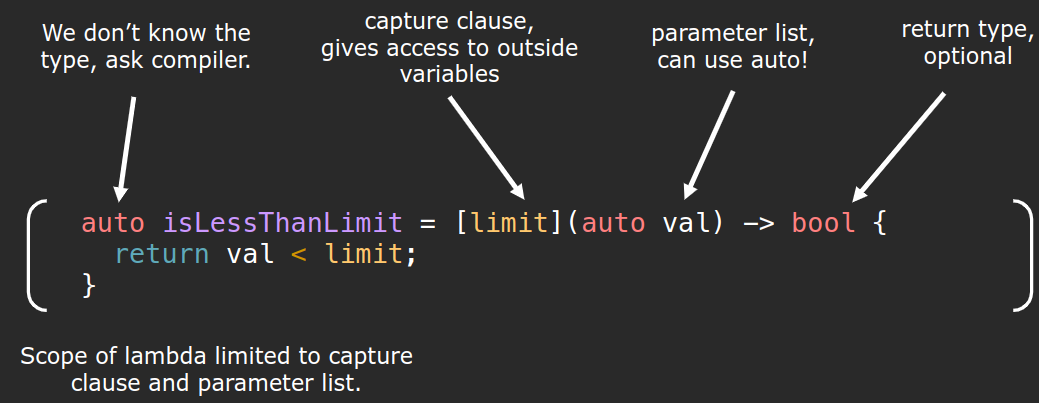 We don’t know the
type, ask compiler.
capture clause,
gives access to outside
variables
parameter list,
can use auto!
return type,
optional
auto isLessThanLimit = [limit](auto val) —> bool {
return val < limit;
}
Scope of lambda limited to capture
clause and parameter list.